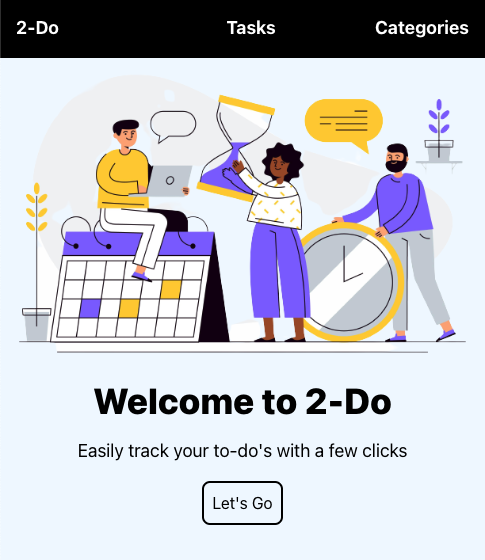 2-Do Tasks Categories
Welcome to 2-Do
Easily track your to-do's with a few clicks
Let's Go